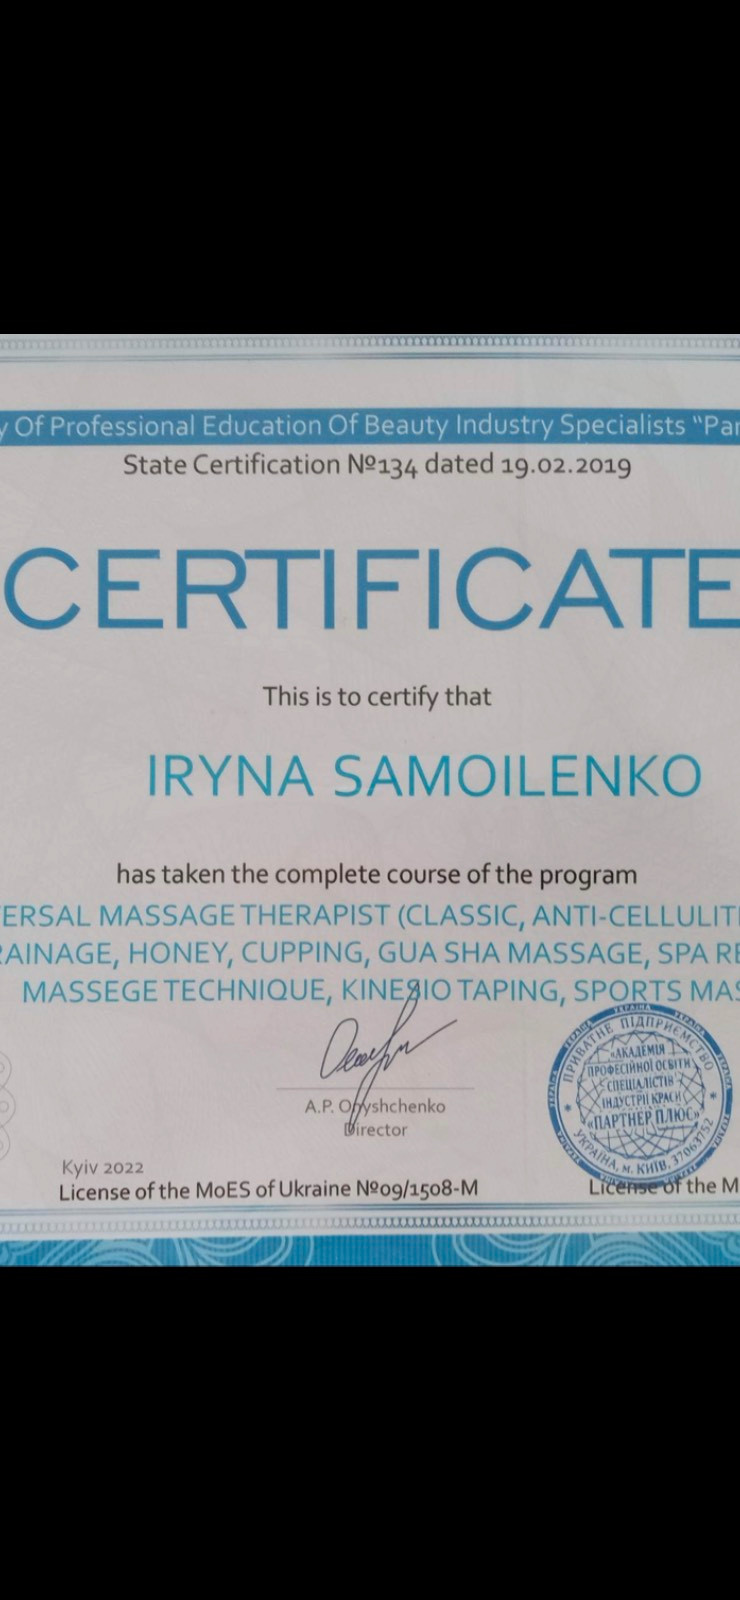 y Of Professional Education Of Beauty Industry Specialists "Par
State Certification №134 dated 19.02.2019
CERTIFICATE
This is to certify that
IRYNA SAMOILENKO
has taken the complete course of the program
ERSAL MASSAGE THERAPIST (CLASSIC, ANTI-CELLULIT
RAINAGE, HONEY, CUPPING, GUA SHA MASSAGE, SPA RE
MASSEGE TECHNIQUE, KINESIO TAPING, SPORTS MAS
A.P. Onyshchenko
Director
УКРАЇНА
ПРИВАТНЕ ПІДПРИЄМСТВО
«АКАДЕМІЯ
ПРОФЕСІЙНОЇ ОСВІТИ
СПЕЦІАЛІСТІВ
ІНДУСТРІЇ КРАСИ
«ПАРТНЕР ПЛЮС»
УКРАЇНА, м. КИЇВ, 37063752
Kyiv 2022
License of the MoES of Ukraine №09/1508-M
License of the M